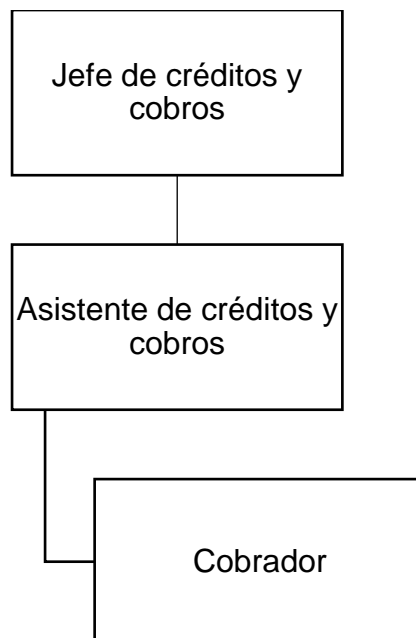 Jefe de créditos y
cobros
Asistente de créditos y
cobros
Cobrador